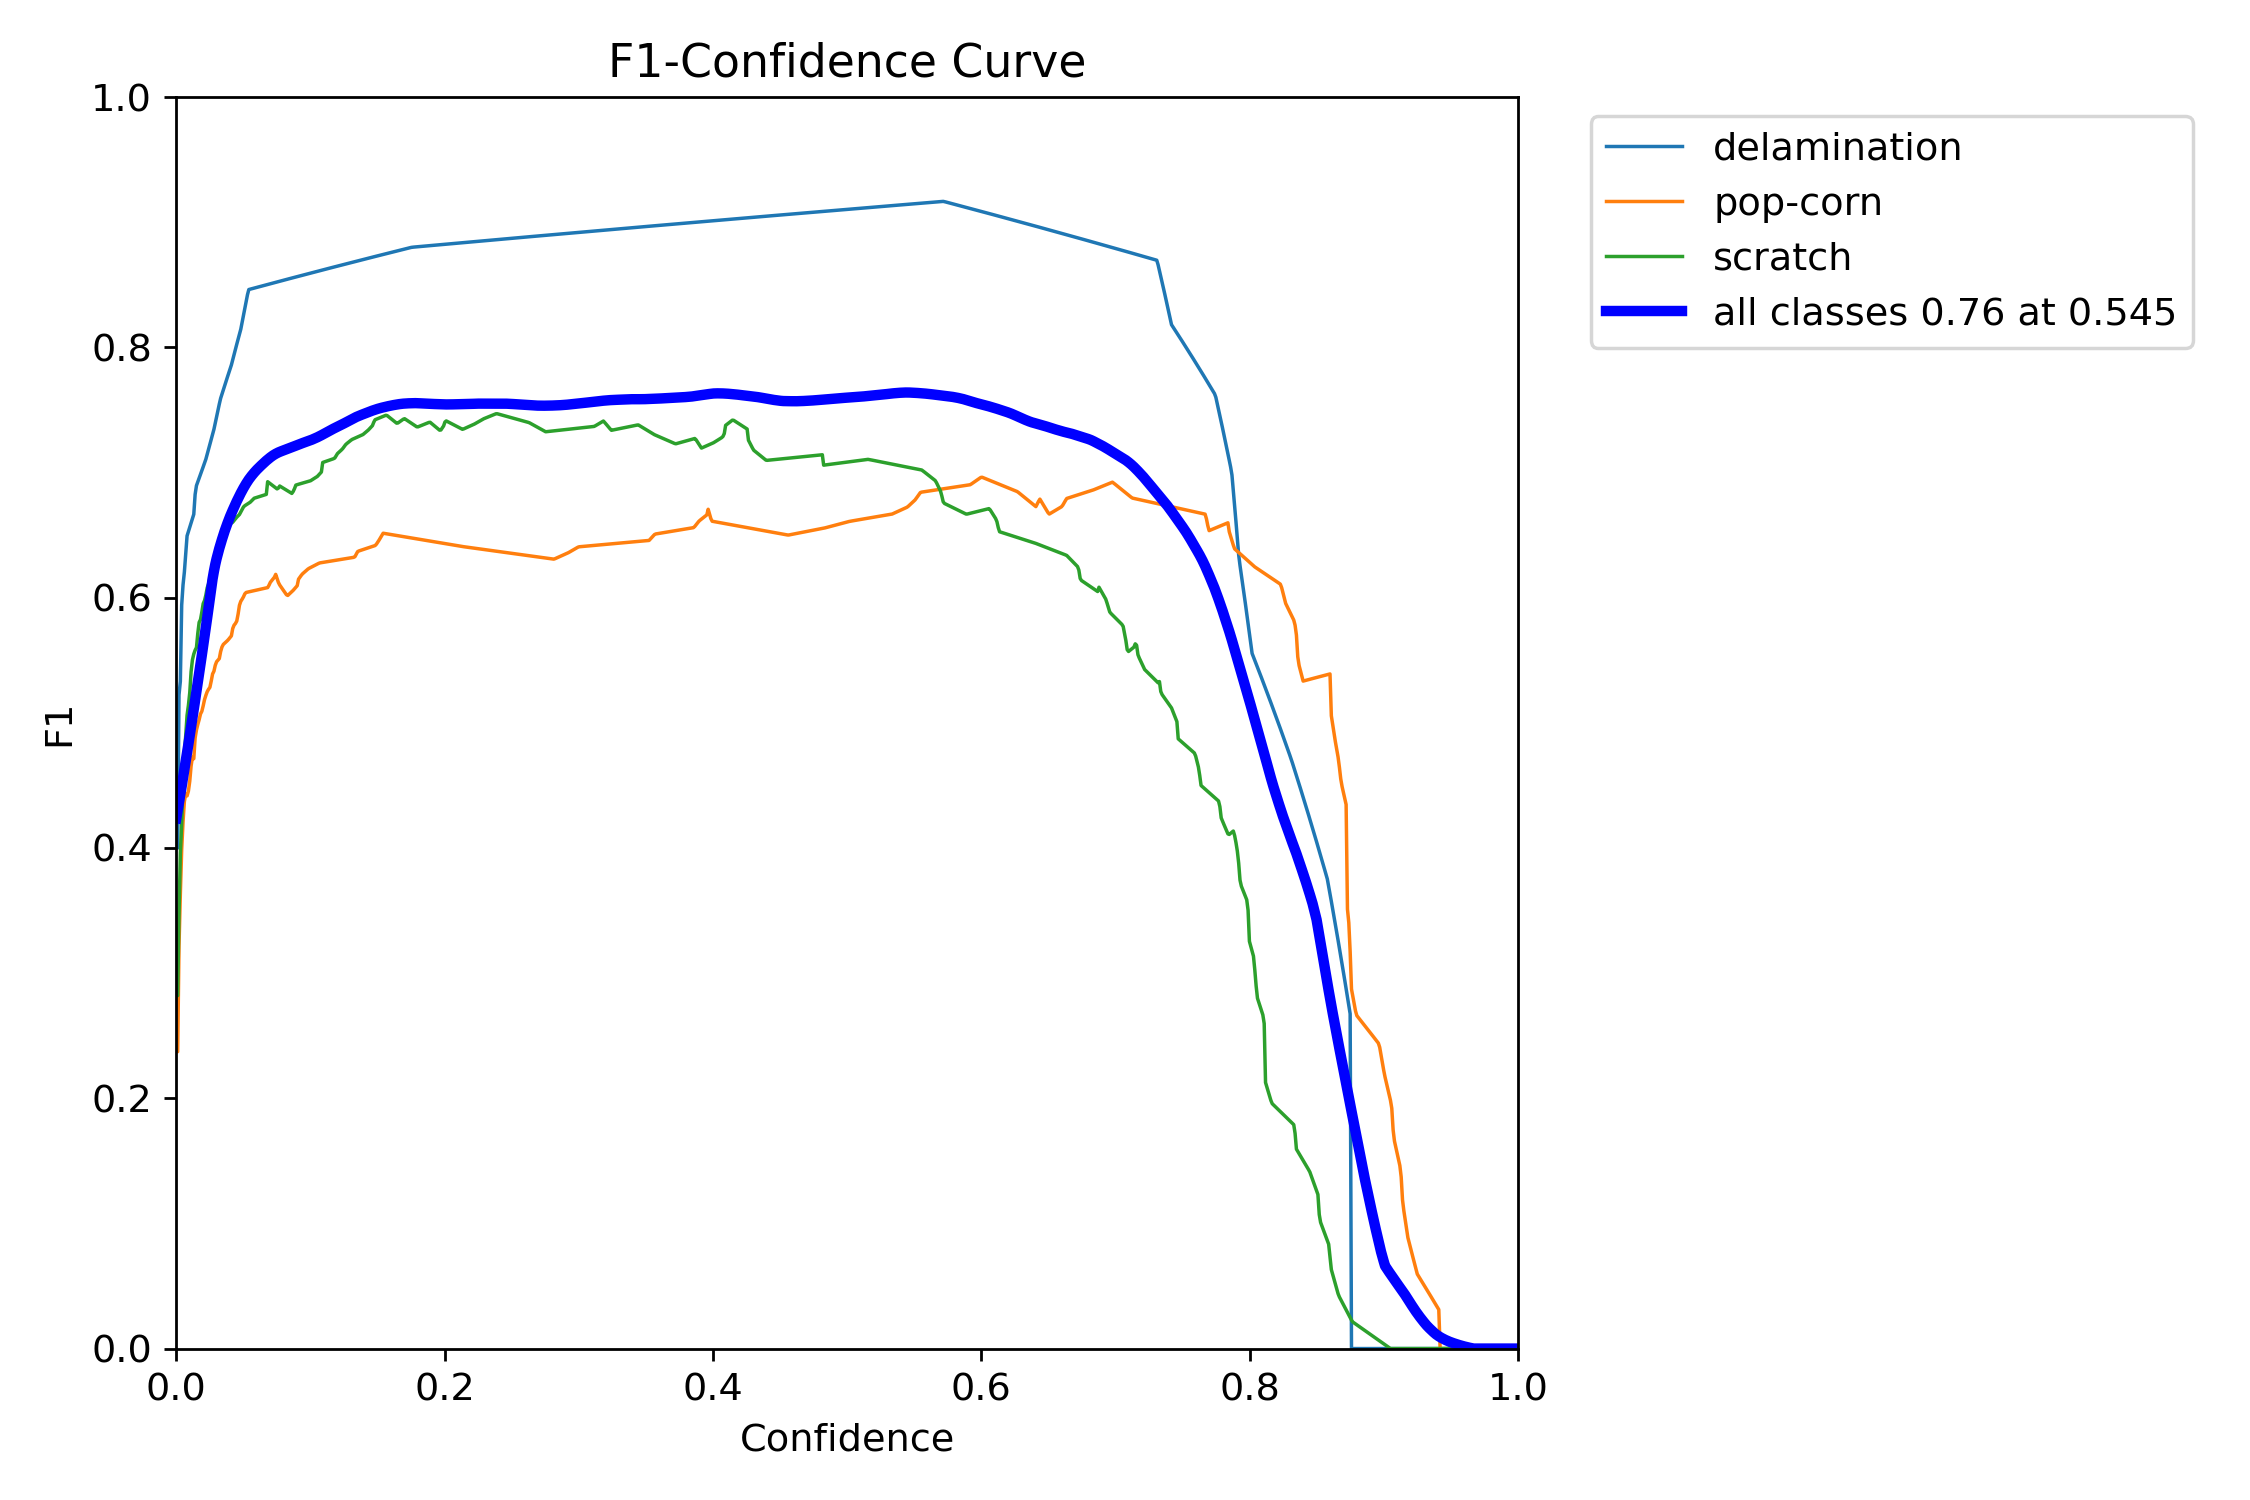 F1-Confidence Curve
1.0
0.8
0.6
0.4
0.2
0.0
F1
0.0 0.2 0.4 0.6 0.8 1.0
Confidence
delamination
pop-corn
scratch
all classes 0.76 at 0.545